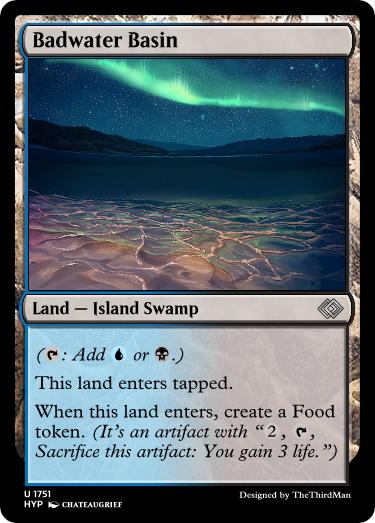 Badwater Basin
Land — Island Swamp
(: Add or .)
This land enters tapped.
When this land enters, create a Food
token. (It's an artifact with “2, ,
Sacrifice this artifact: You gain 3 life.”)
U 1751
HYP CHATEAUGRIEF
Designed by TheThirdMan